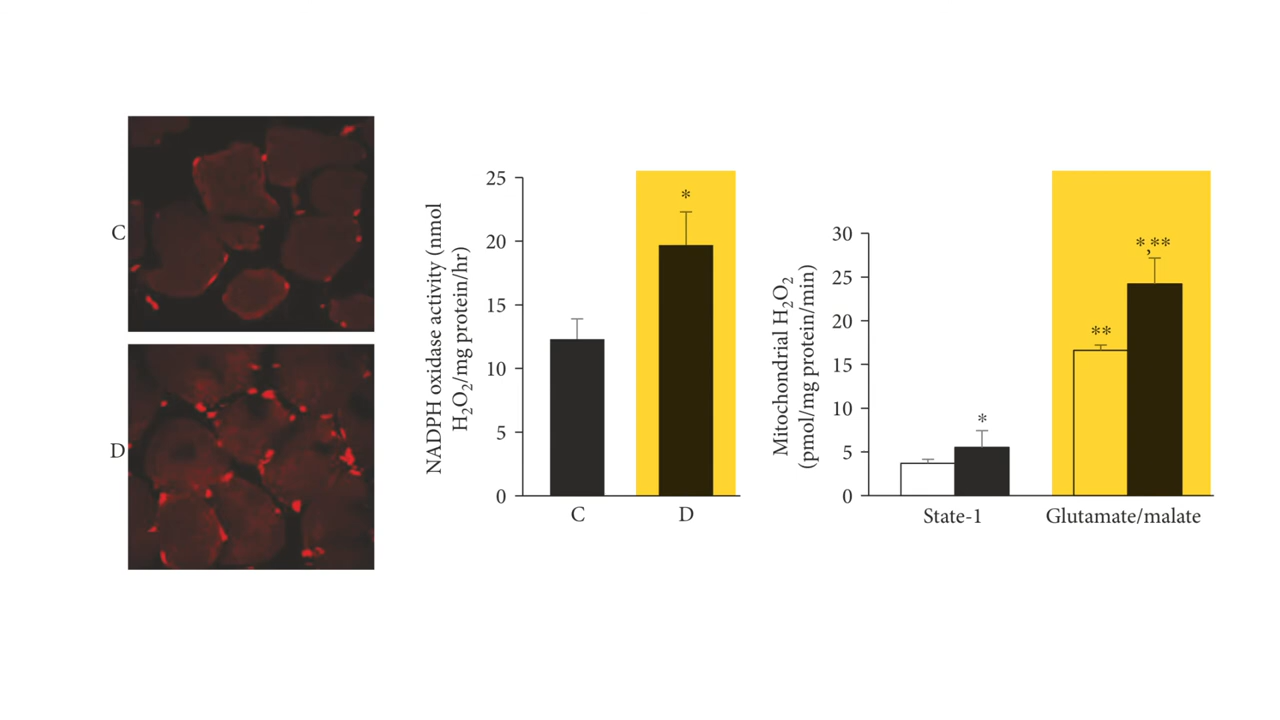 C
D
NADPH oxidase activity (nmol
H₂O₂/mg protein/hr)
25
20
15
10
5
0
*
C
D
Mitochondrial H₂O₂
(pmol/mg protein/min)
30
25
20
15
10
5
0
*
**
*,**
State-1
Glutamate/malate